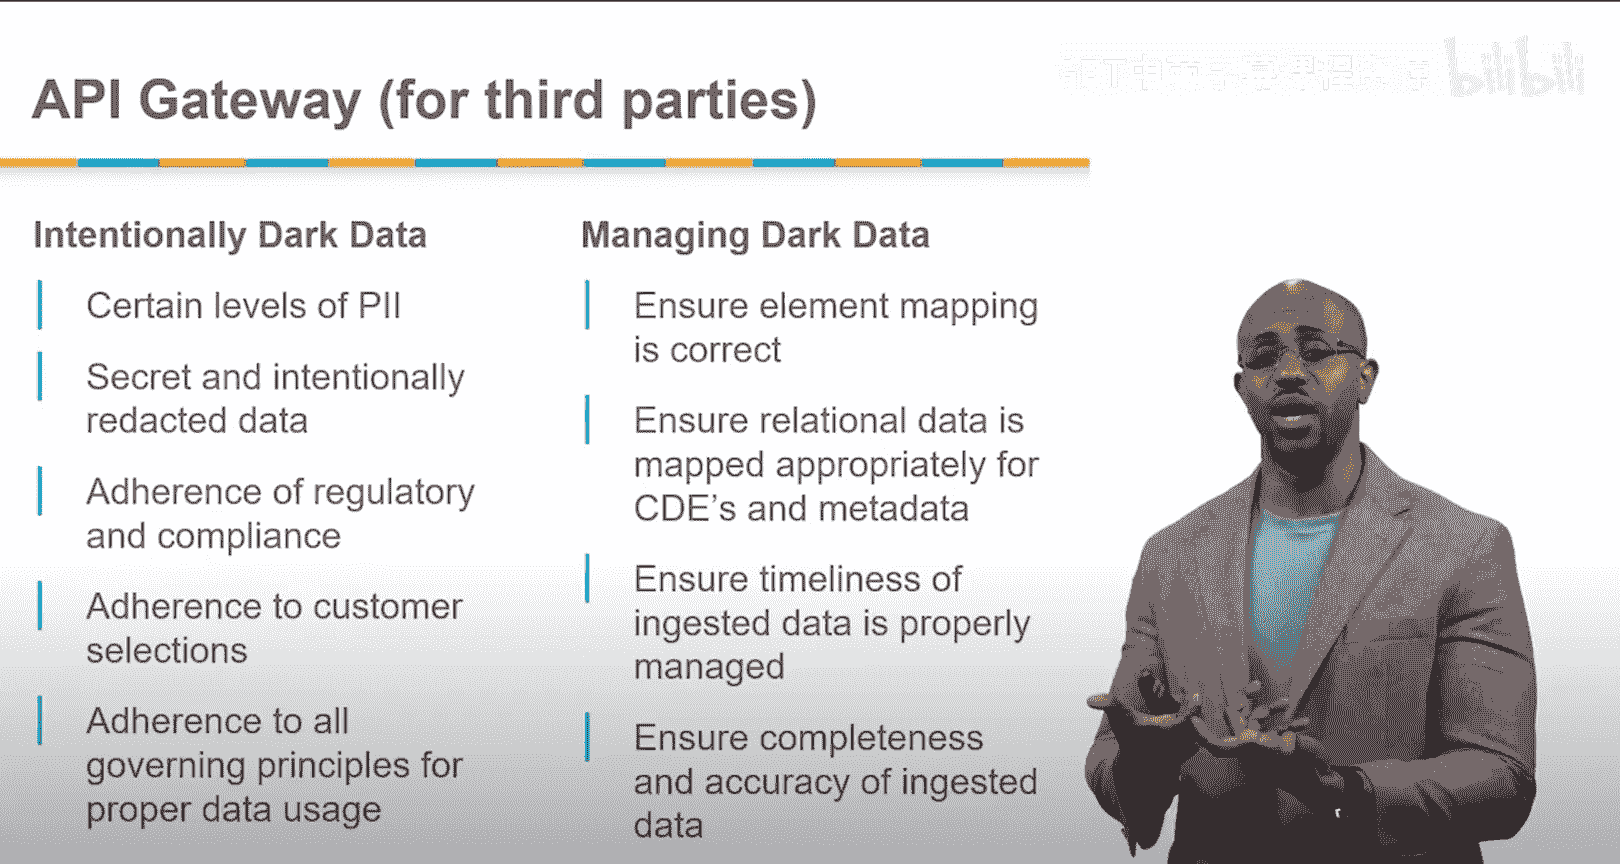 API Gateway (for third parties)
bilibili
Intentionally Dark Data
Certain levels of PII
Secret and intentionally
redacted data
Adherence of regulatory
and compliance
Adherence to customer
selections
Adherence to all
governing principles for
proper data usage
Managing Dark Data
Ensure element mapping
is correct
Ensure relational data is
mapped appropriately for
CDE's and metadata
Ensure timeliness of
ingested data is properly
managed
Ensure completeness
and accuracy of ingested
data